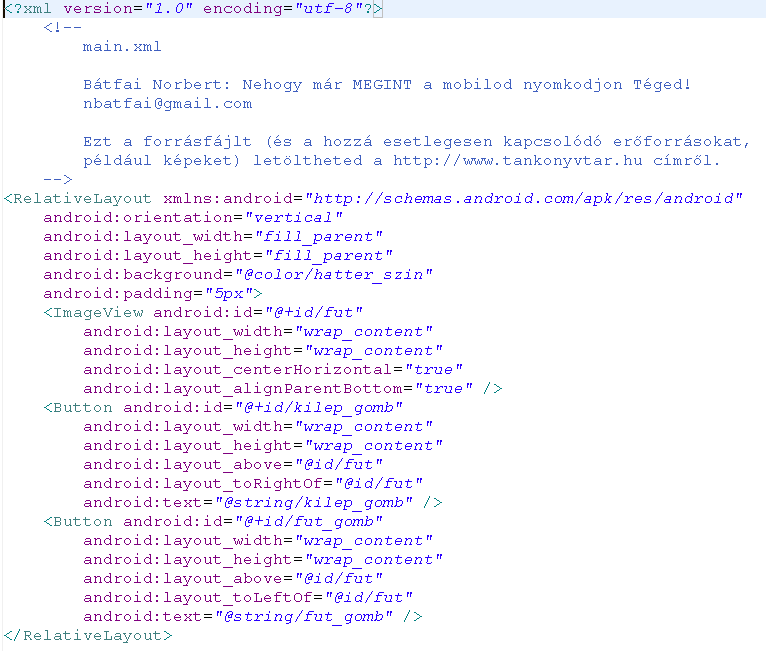 <?xml version="1.0" encoding="utf-8"?>
    <!--
        main.xml

        Bátfai Norbert: Nehogy már MEGINT a mobilod nyomkodjon Téged!
        nbatfai@gmail.com

        Ezt a forrásfájlt (és a hozzá esetlegesen kapcsolódó erőforrásokat,
        például képeket) letöltheted a http://www.tankonyvtar.hu címről.
    -->
<RelativeLayout xmlns:android="http://schemas.android.com/apk/res/android"
    android:orientation="vertical"
    android:layout_width="fill_parent"
    android:layout_height="fill_parent"
    android:background="@color/hatter_szin"
    android:padding="5px">
    <ImageView android:id="@+id/fut"
        android:layout_width="wrap_content"
        android:layout_height="wrap_content"
        android:layout_centerHorizontal="true"
        android:layout_alignParentBottom="true" />
    <Button android:id="@+id/kilep_gomb"
        android:layout_width="wrap_content"
        android:layout_height="wrap_content"
        android:layout_above="@id/fut"
        android:layout_toRightOf="@id/fut"
        android:text="@string/kilep_gomb" />
    <Button android:id="@+id/fut_gomb"
        android:layout_width="wrap_content"
        android:layout_height="wrap_content"
        android:layout_above="@id/fut"
        android:layout_toLeftOf="@id/fut"
        android:text="@string/fut_gomb" />
</RelativeLayout>